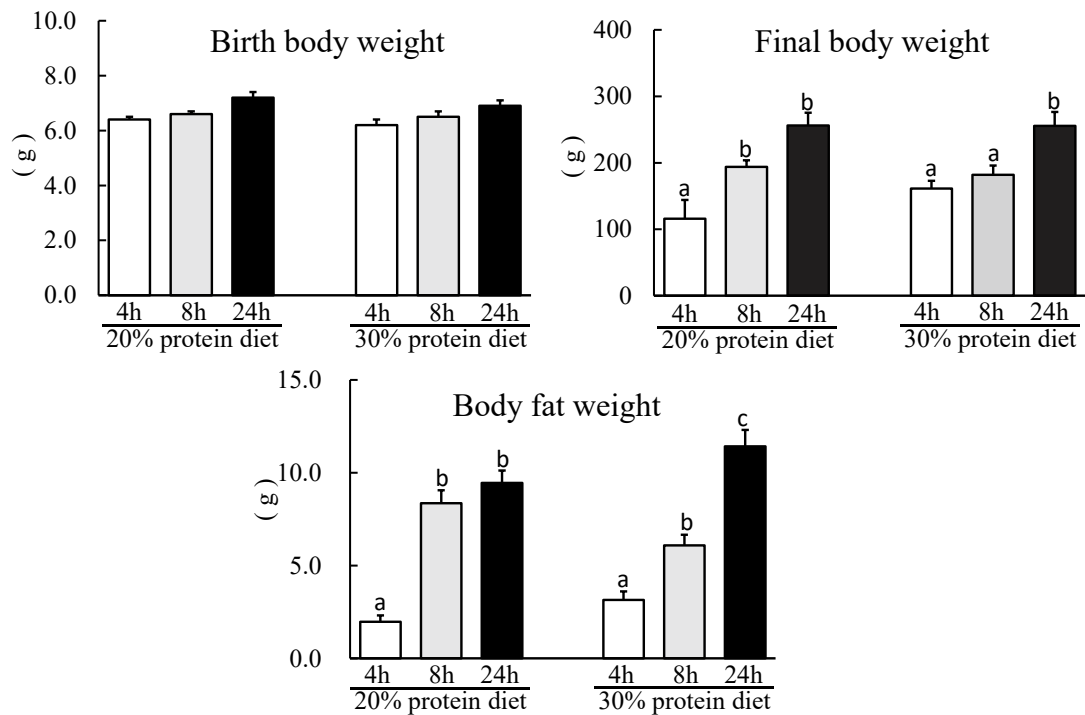 Birth body weight
10.0
8.0
6.0
4.0
2.0
0.0
( g )
4h 8h 24h 4h 8h 24h
20% protein diet 30% protein diet
Final body weight
400
300
200
100
0
( g )
a b b a a b
4h 8h 24h 4h 8h 24h
20% protein diet 30% protein diet
Body fat weight
15.0
10.0
5.0
0.0
( g )
a b b a b c
4h 8h 24h 4h 8h 24h
20% protein diet 30% protein diet